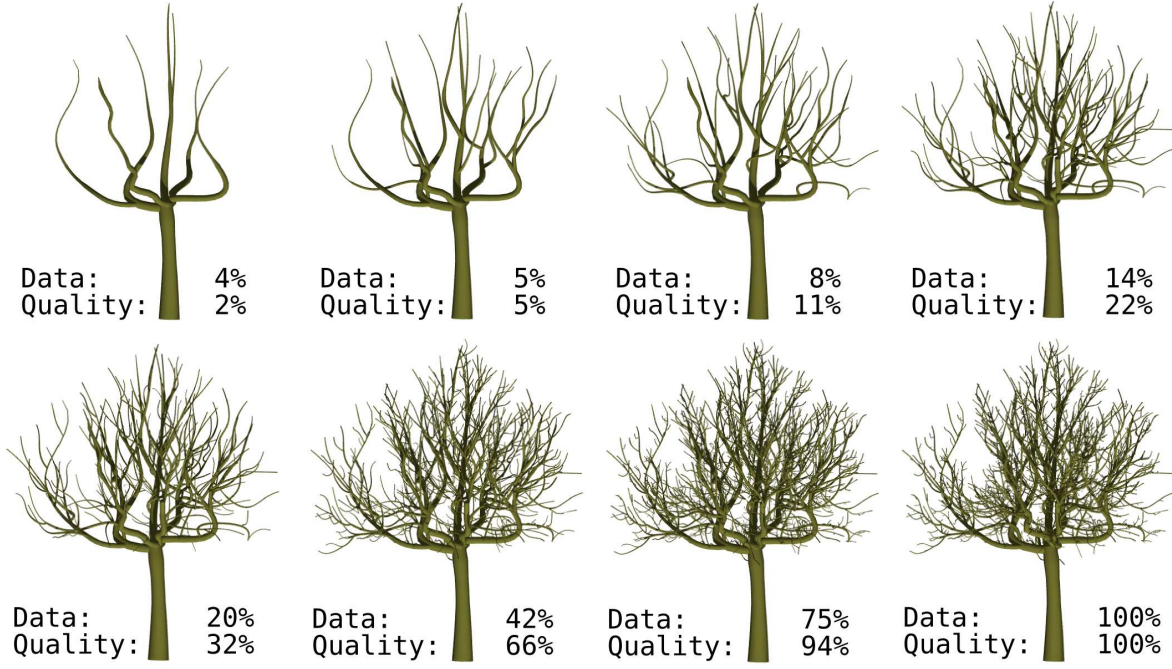 Data: 4%
Quality: 2%
Data: 5%
Quality: 5%
Data: 8%
Quality: 11%
Data: 14%
Quality: 22%
Data: 20%
Quality: 32%
Data: 42%
Quality: 66%
Data: 75%
Quality: 94%
Data: 100%
Quality: 100%